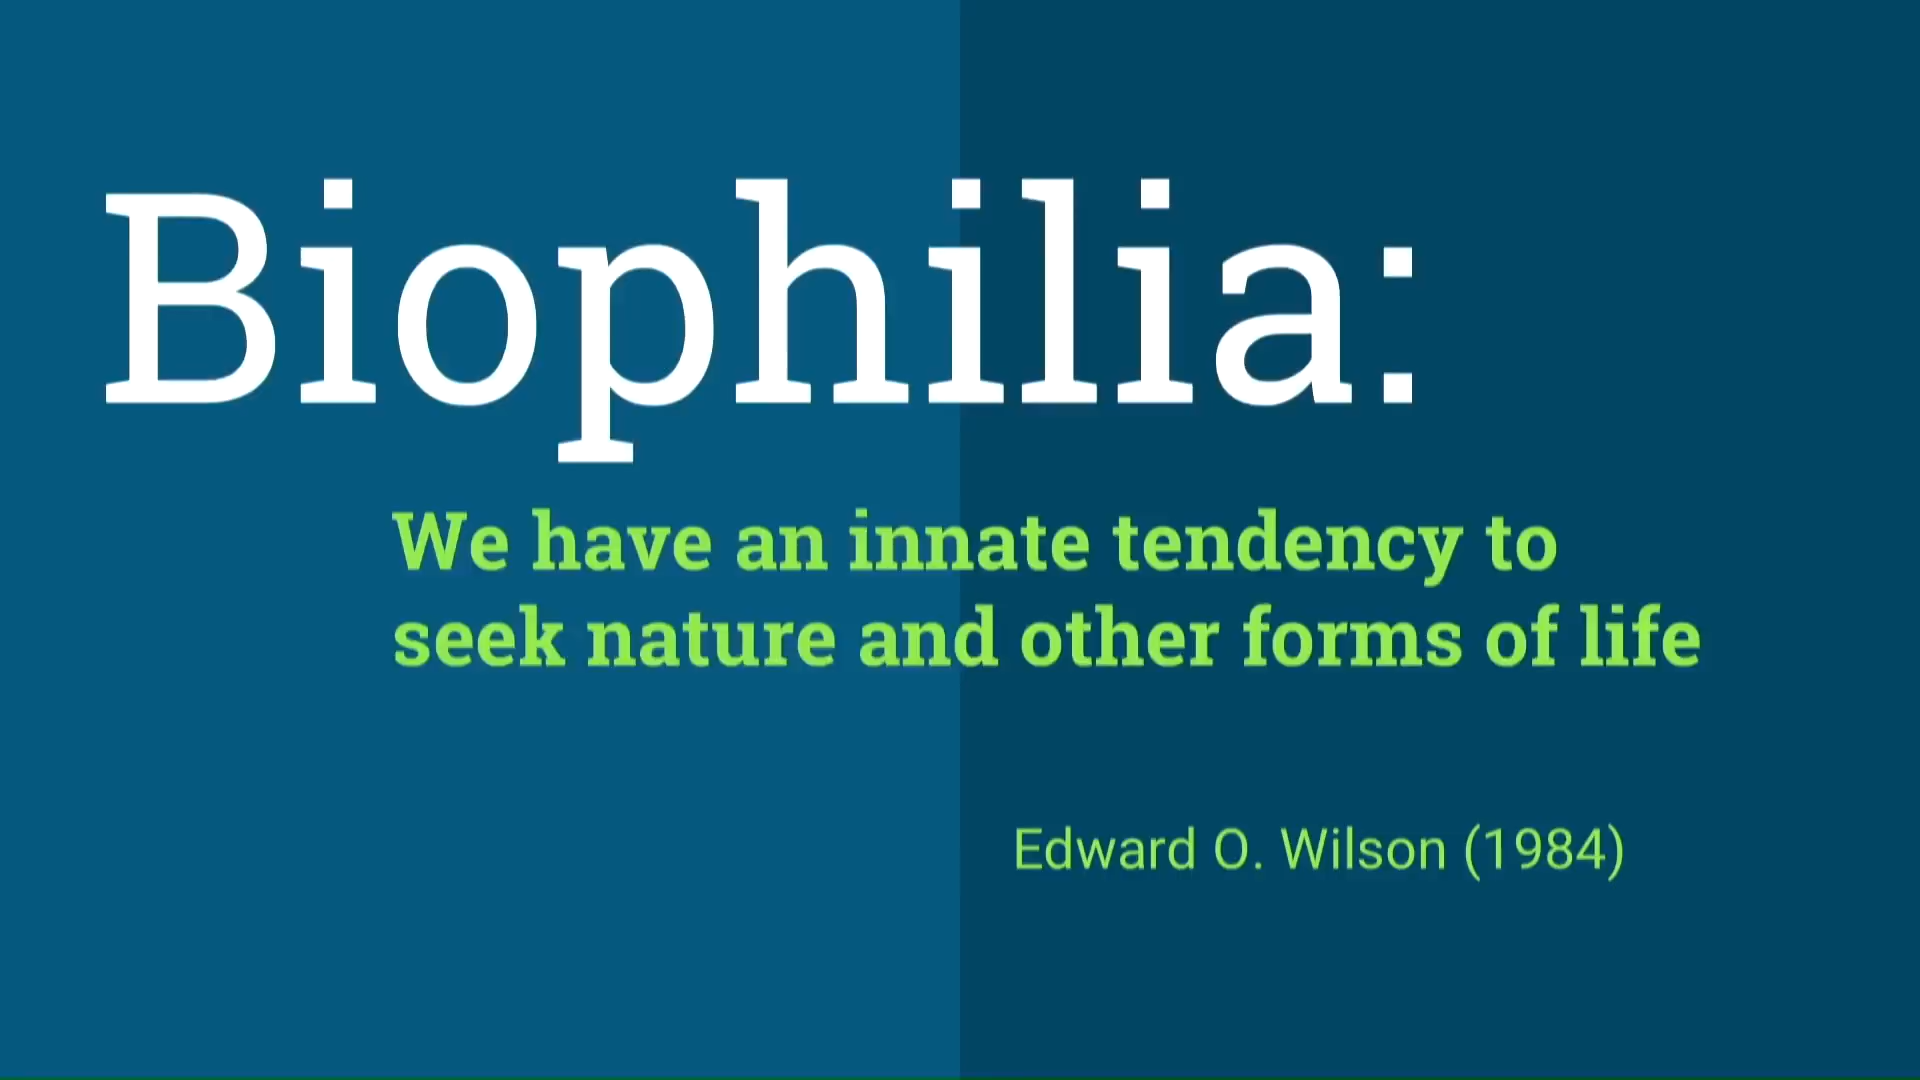 Biophilia:
We have an innate tendency to
seek nature and other forms of life
Edward O. Wilson (1984)